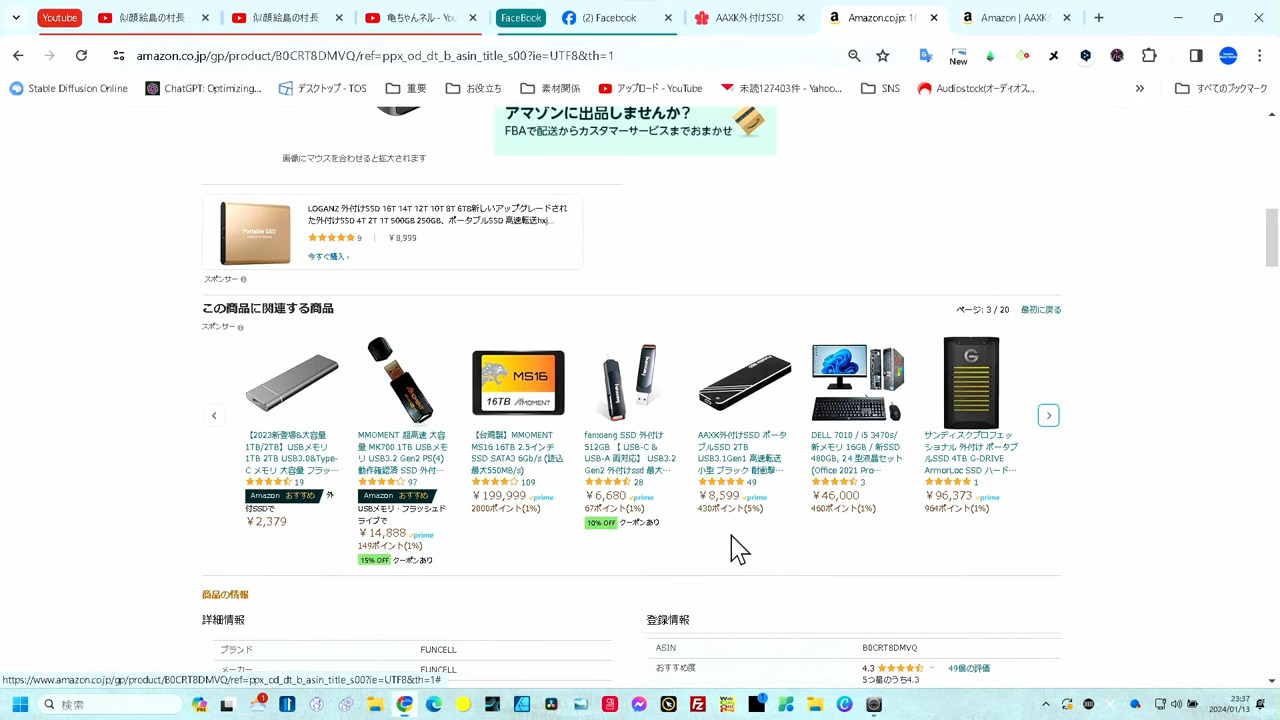 Youtube
似顔絵島の村長
似顔絵島の村長
亀ちゃんネル - You
FaceBook
(2) Facebook
AAXK外付けSSD
Amazon.co.jp: 16
Amazon | AAXK
amazon.co.jp/gp/product/B0CRT8DMVQ/ref=ppx_od_dt_b_asin_title_s00?ie=UTF8&th=1
New
Stable Diffusion Online
ChatGPT: Optimizing...
デスクトップ - TOS
重要
お役立ち
素材関係
アップロード - YouTube
未読127403件 - Yahoo...
SNS
Audiostock(オーディオス...
すべてのブックマーク
アマゾンに出品しませんか?
FBAで配送からカスタマーサービスまでおまかせ
画像にマウスを合わせると拡大されます
Portable SSD
LOGANZ 外付けSSD 16T 14T 12T 10T 8T 6TB新しいアップグレードされ
た外付けSSD 4T 2T 1T 500GB 250GB、ポータブルSSD 高速転送hxj...
9
¥8,999
今すぐ購入
スポンサー
この商品に関連する商品
ページ: 3 / 20
最初に戻る
スポンサー
MS16
16TB MMOMENT
【2023新登場&大容量
1TB/2TB】USBメモリ
1TB 2TB USB3.0&Type-
C メモリ 大容量 フラッ...
19
Amazon おすすめ 外
付SSDで
¥2,379
MMOMENT 超高速 大容
量 MK700 1TB USBメモ
リ USB3.2 Gen2 PS(4)
動作確認済 SSD 外付...
97
Amazon おすすめ
USBメモリ・フラッシュド
ライブで
¥14,888 prime
149ポイント(1%)
15% OFF クーポンあり
【台湾製】MMOMENT
MS16 16TB 2.5インチ
SSD SATA3 6Gb/s (読込
最大550MB/s)
109
¥199,999 prime
2000ポイント(1%)
fanxiang SSD 外付け
512GB 【 USB-C &
USB-A 両対応】 USB3.2
Gen2 外付けssd 最大...
28
¥6,680 prime
67ポイント(1%)
10% OFF クーポンあり
AAXK外付けSSD ポータ
ブルSSD 2TB
USB3.1Gen1 高速転送
小型 ブラック 耐衝撃...
49
¥8,599 prime
430ポイント(5%)
DELL 7010 / i5 3470s/
新メモリ 16GB / 新SSD
480GB, 24 型液晶セット
(Office 2021 Pro...
3
¥46,000
460ポイント(1%)
サンディスクプロフェッ
ショナル 外付け ポータブ
ルSSD 4TB G-DRIVE
ArmorLoc SSD ハード...
1
¥96,373 prime
964ポイント(1%)
商品の情報
詳細情報
ブランド
FUNCELL
メーカー
FUNCELL
登録情報
ASIN
B0CRT8DMVQ
おすすめ度
4.3
49個の評価
5つ星のうち4.3
https://www.amazon.co.jp/gp/product/B0CRT8DMVQ/ref=ppx_od_dt_b_asin_title_s00?ie=UTF8&th=1#
検索
23:37
2024/01/13